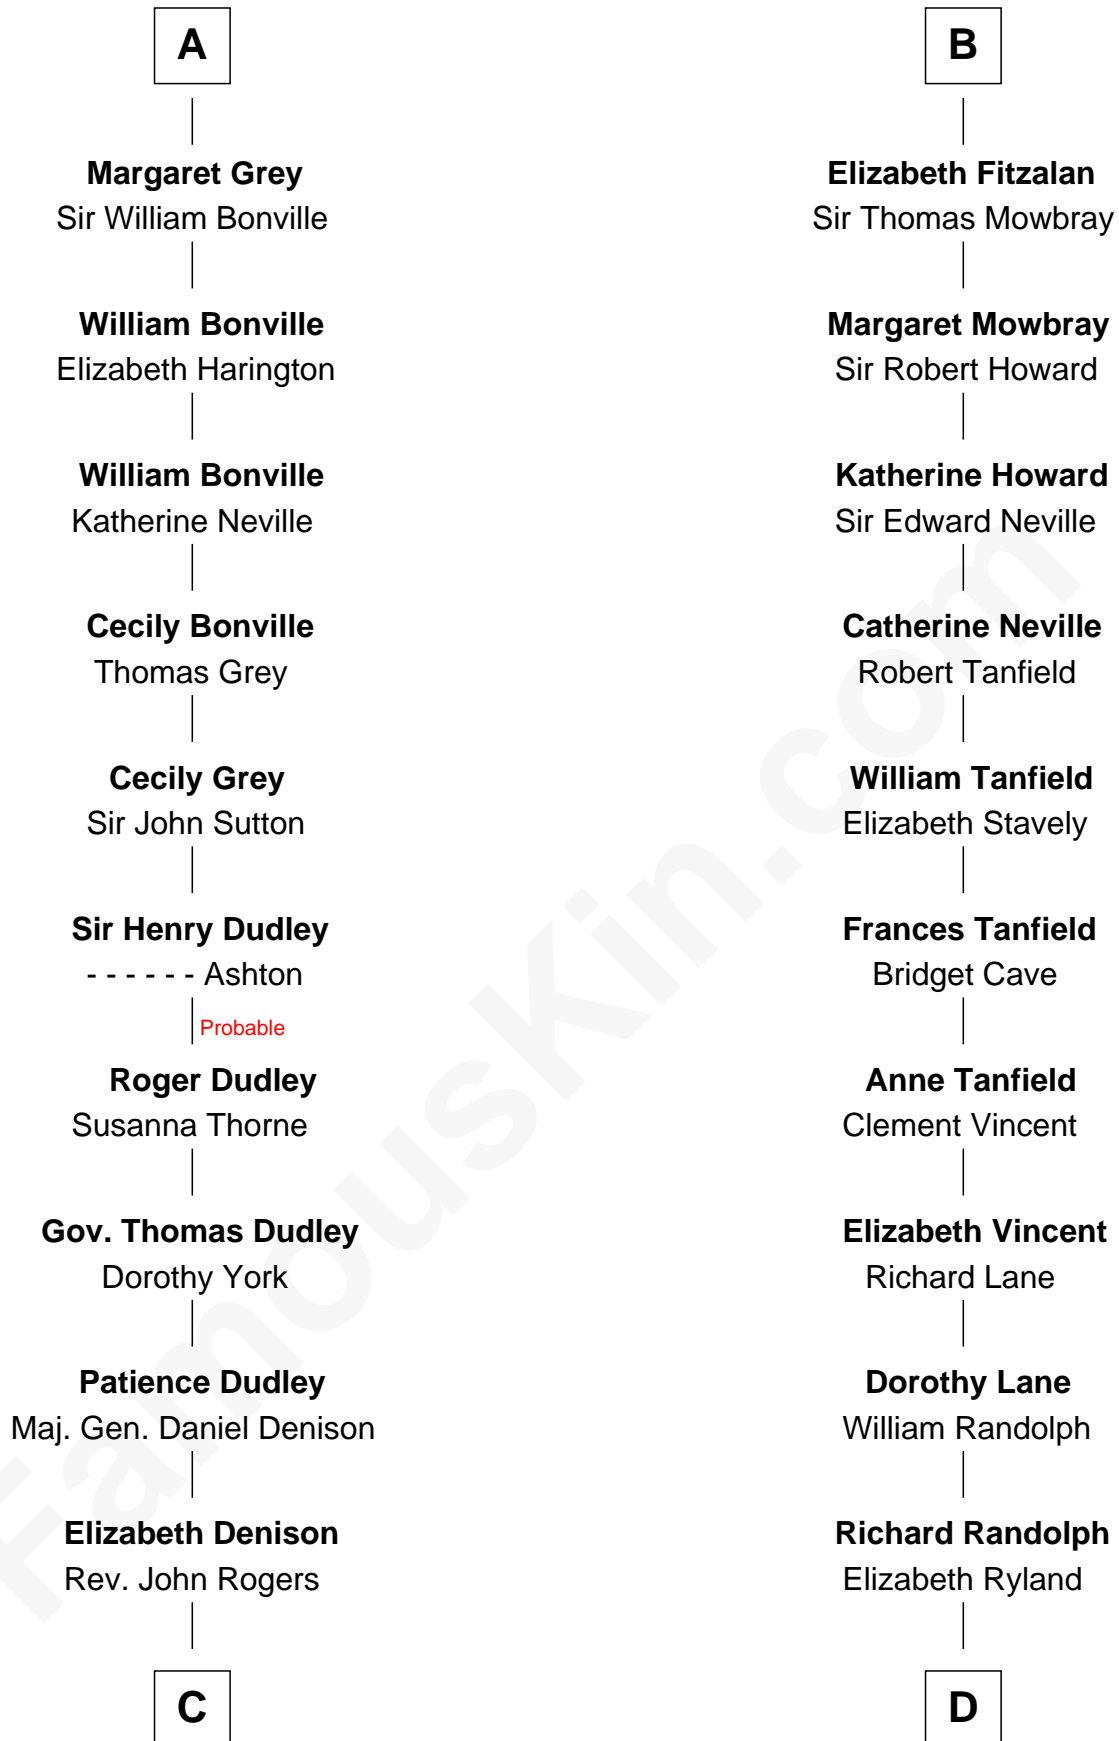 A
Margaret Grey
Sir William Bonville
William Bonville
Elizabeth Harington
William Bonville
Katherine Neville
Cecily Bonville
Thomas Grey
Cecily Grey
Sir John Sutton
Sir Henry Dudley
- - - - - - Ashton
Probable
Roger Dudley
Susanna Thorne
Gov. Thomas Dudley
Dorothy York
Patience Dudley
Maj. Gen. Daniel Denison
Elizabeth Denison
Rev. John Rogers
C
B
Elizabeth Fitzalan
Sir Thomas Mowbray
Margaret Mowbray
Sir Robert Howard
Katherine Howard
Sir Edward Neville
Catherine Neville
Robert Tanfield
William Tanfield
Elizabeth Stavely
Frances Tanfield
Bridget Cave
Anne Tanfield
Clement Vincent
Elizabeth Vincent
Richard Lane
Dorothy Lane
William Randolph
Richard Randolph
Elizabeth Ryland
D
FamousKin.com